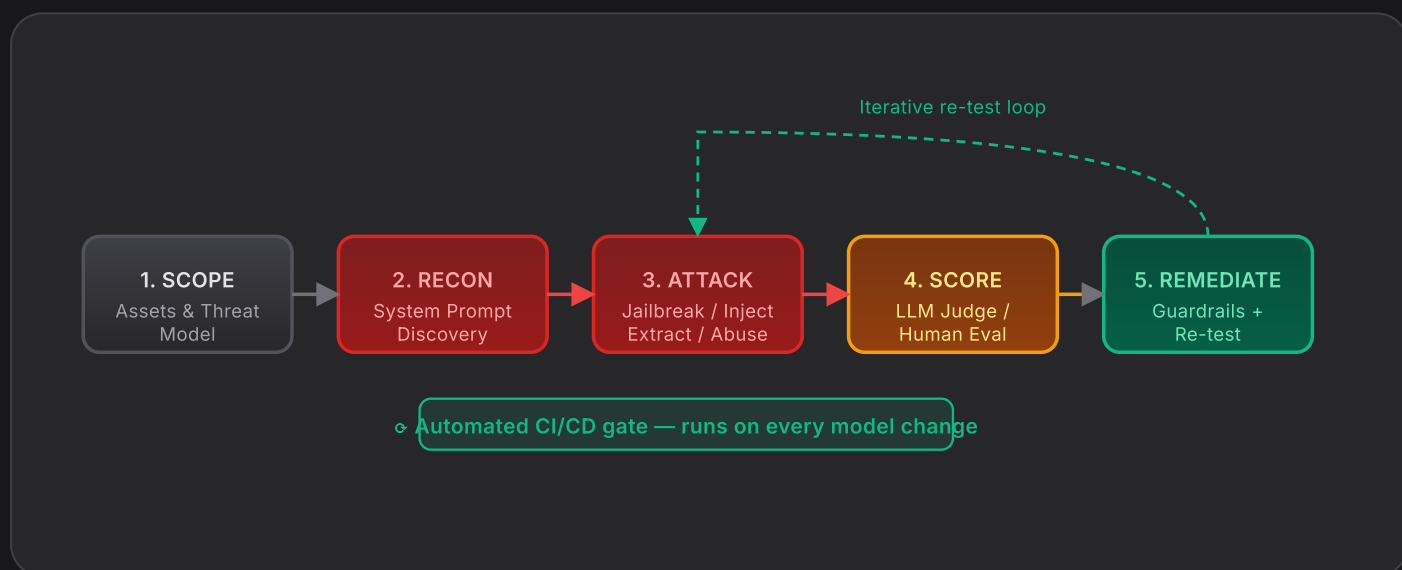 Iterative re-test loop
1. SCOPE
Assets & Threat
Model
2. RECON
System Prompt
Discovery
3. ATTACK
Jailbreak / Inject
Extract / Abuse
4. SCORE
LLM Judge /
Human Eval
5. REMEDIATE
Guardrails +
Re-test
⟳ Automated CI/CD gate — runs on every model change